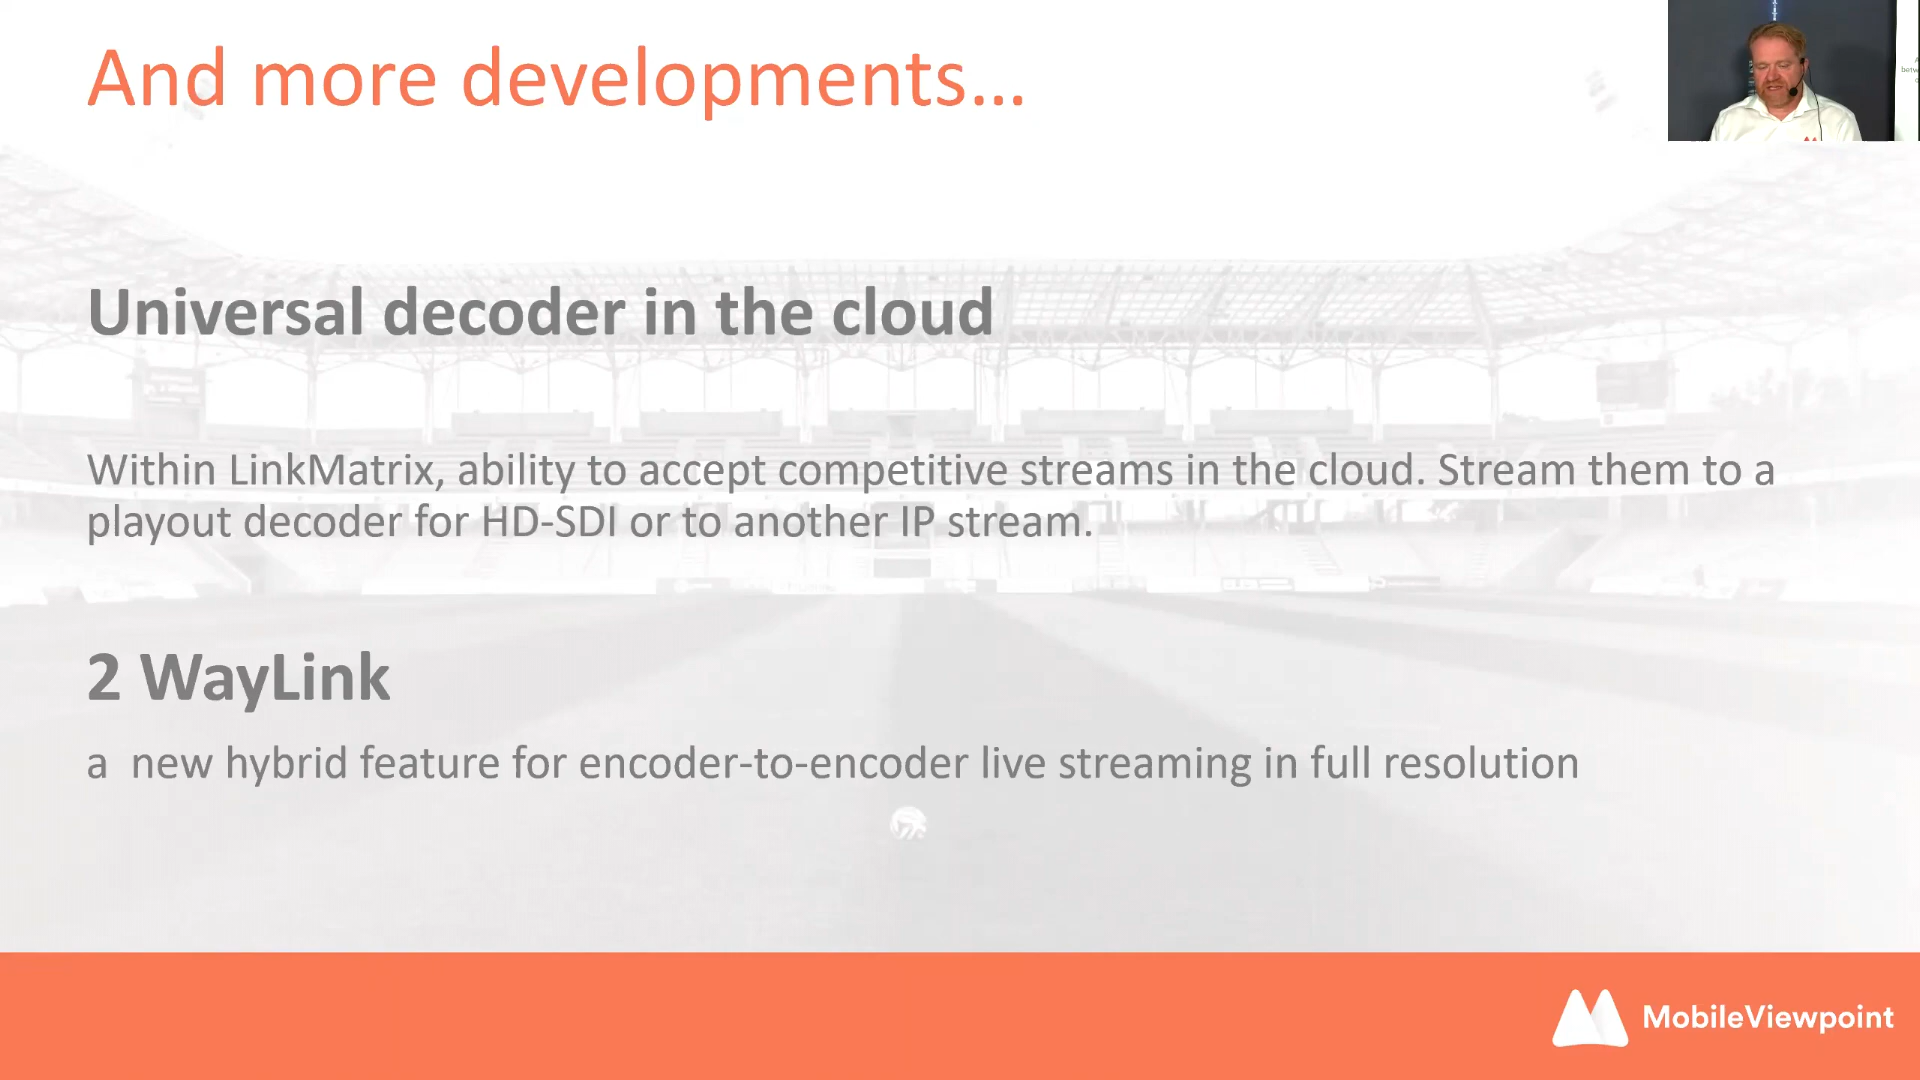 And more developments...
Universal decoder in the cloud
Within LinkMatrix, ability to accept competitive streams in the cloud. Stream them to a
playout decoder for HD-SDI or to another IP stream.
2 WayLink
a  new hybrid feature for encoder-to-encoder live streaming in full resolution
MobileViewpoint